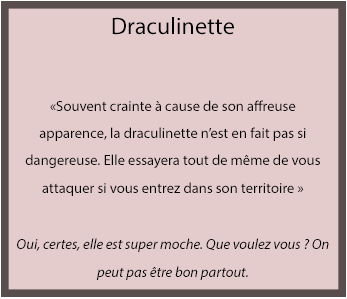 Draculinette
«Souvent crainte à cause de son affreuse
apparence, la draculinette n’est en fait pas si
dangereuse. Elle essayera tout de même de vous
attaquer si vous entrez dans son territoire »
Oui, certes, elle est super moche. Que voulez vous ? On
peut pas être bon partout.